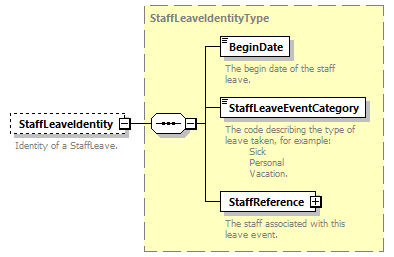 StaffLeaveIdentityType
BeginDate
The begin date of the staff
leave.
StaffLeaveEventCategory
The code describing the type of
leave taken, for example:
Sick
Personal
Vacation.
StaffLeaveIdentity
Identity of a StaffLeave.
StaffReference
The staff associated with this
leave event.